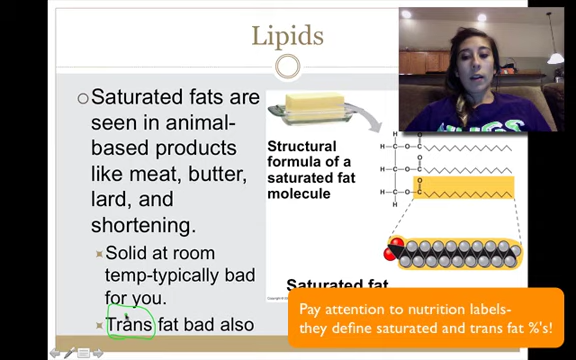 Lipids
Saturated fats are
seen in animal-
based products
like meat, butter,
lard, and
shortening.
Solid at room
temp-typically bad
for you.
Trans fat bad also
Structural
formula of a
saturated fat
molecule
H
O
H C O C
O
H C O C
O
H C O C
H
Saturated fat
Pay attention to nutrition labels-
they define saturated and trans fat %'s!